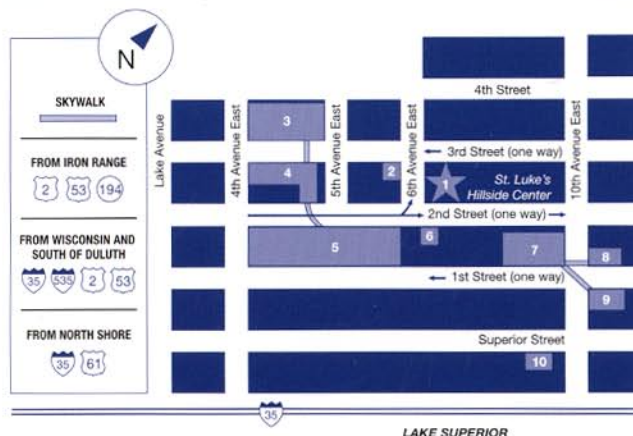 N
SKYWALK
FROM IRON RANGE
2 53 194
FROM WISCONSIN AND
SOUTH OF DULUTH
35 535 2 53
FROM NORTH SHORE
35 61
4th Street
Lake Avenue
4th Avenue East
5th Avenue East
6th Avenue East
10th Avenue East
3
3rd Street (one way)
4
2
1
St. Luke's
Hillside Center
2nd Street (one way)
5
6
7
8
1st Street (one way)
9
Superior Street
10
35
LAKE SUPERIOR